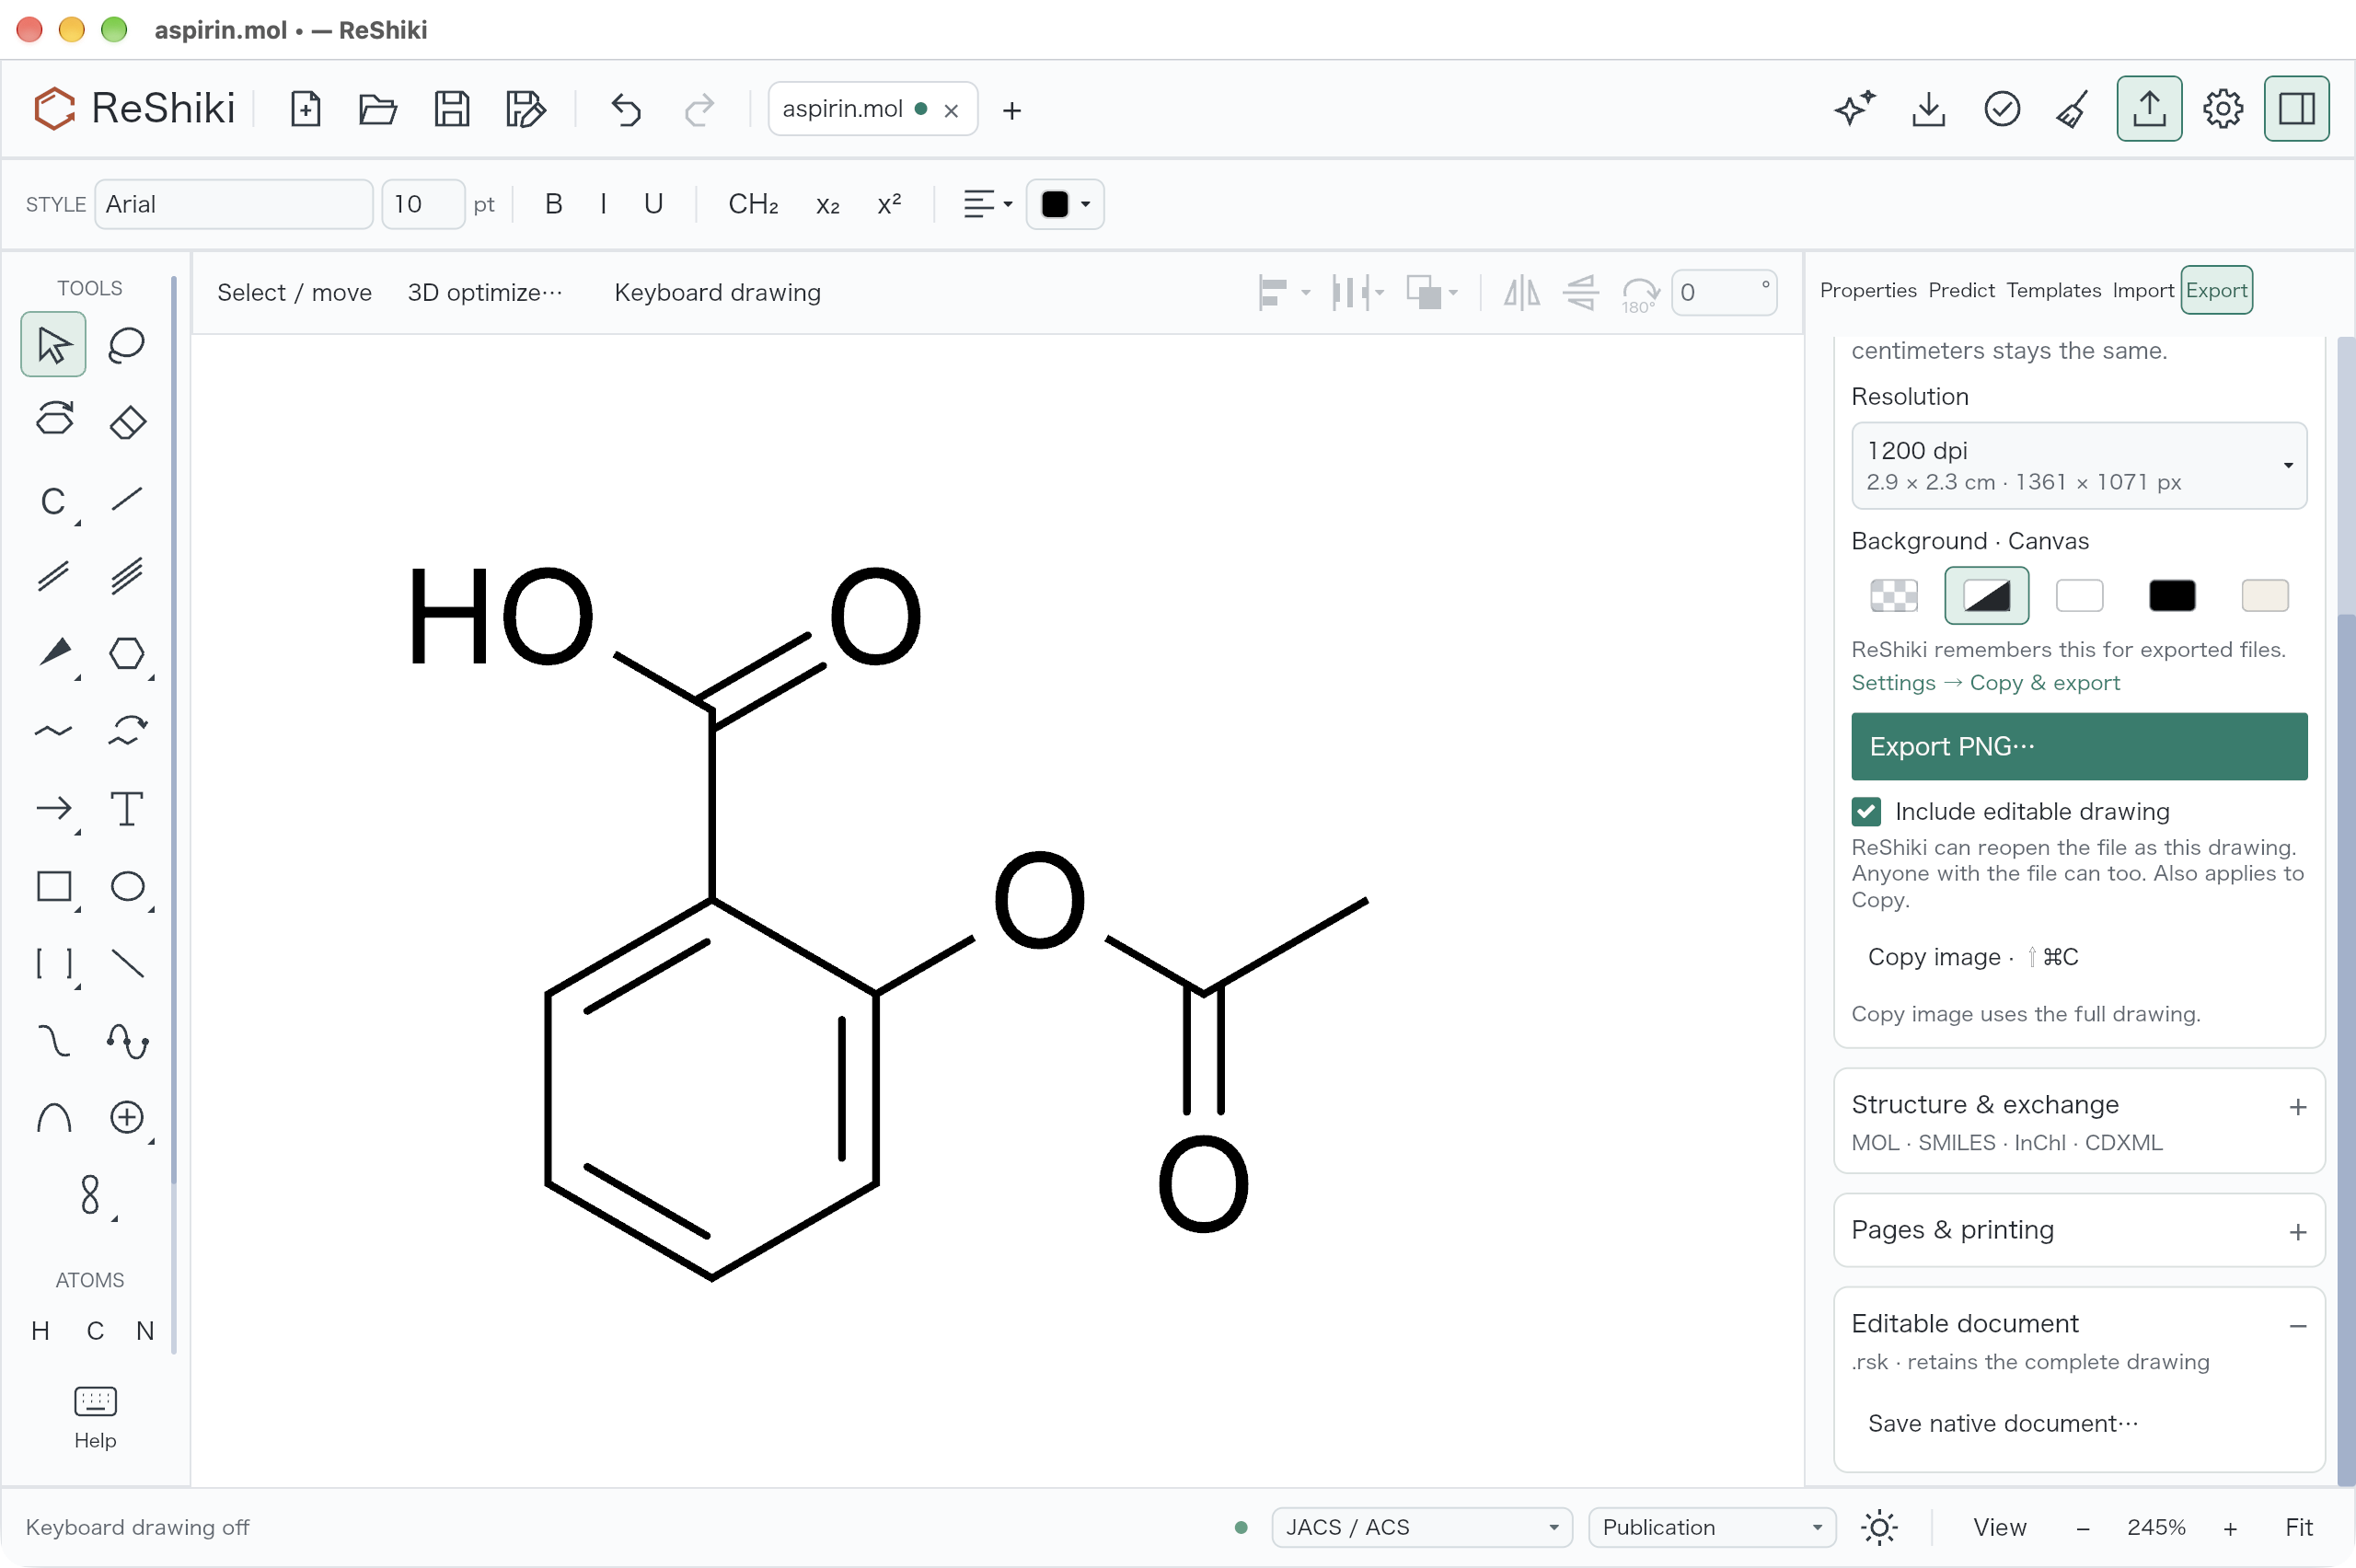 aspirin.mol • — ReShiki
ReShiki
aspirin.mol
STYLE Arial 10 pt B I U CH₂ x₂ x²
TOOLS
Select / move 3D optimize··· Keyboard drawing
180° 0 °
Properties Predict Templates Import Export
centimeters stays the same.
Resolution
1200 dpi
2.9 × 2.3 cm · 1361 × 1071 px
Background · Canvas
ReShiki remembers this for exported files.
Settings → Copy & export
Export PNG···
Include editable drawing
ReShiki can reopen the file as this drawing.
Anyone with the file can too. Also applies to
Copy.
Copy image · ⇧⌘C
Copy image uses the full drawing.
Structure & exchange
MOL · SMILES · InChI · CDXML
Pages & printing
Editable document
.rsk · retains the complete drawing
Save native document···
C
T
[ ]
ATOMS
H C N
Help
HO O
O
O
Keyboard drawing off
JACS / ACS Publication View − 245% + Fit